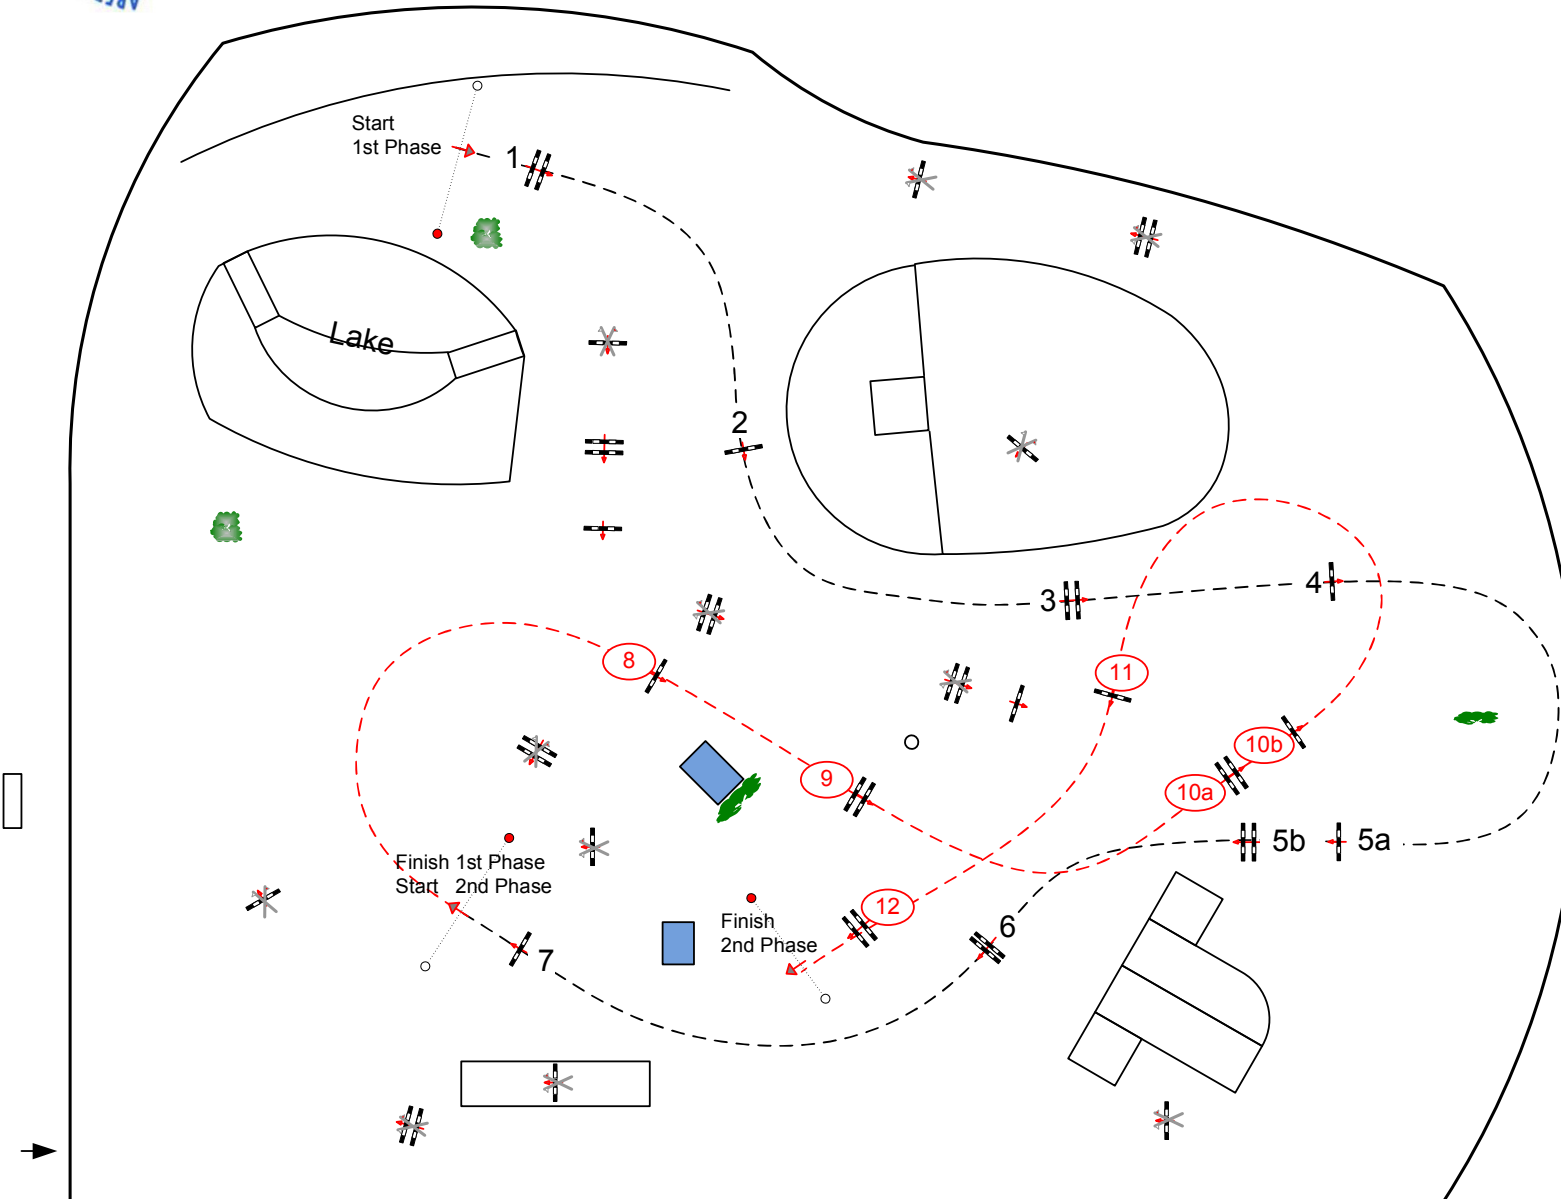 Start
1st Phase
1
Lake
2
3
4
8
11
10b
9
10a
5b
5a
Finish 1st Phase
Start 2nd Phase
12
Finish
2nd Phase
6
7